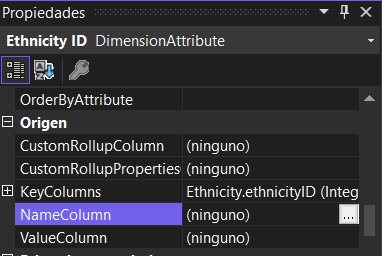 Propiedades
Ethnicity ID DimensionAttribute
OrderByAttribute
Origen
CustomRollupColumn (ninguno)
CustomRollupProperties (ninguno)
KeyColumns Ethnicity.ethnicityID (Integ
NameColumn (ninguno) ...
ValueColumn (ninguno)